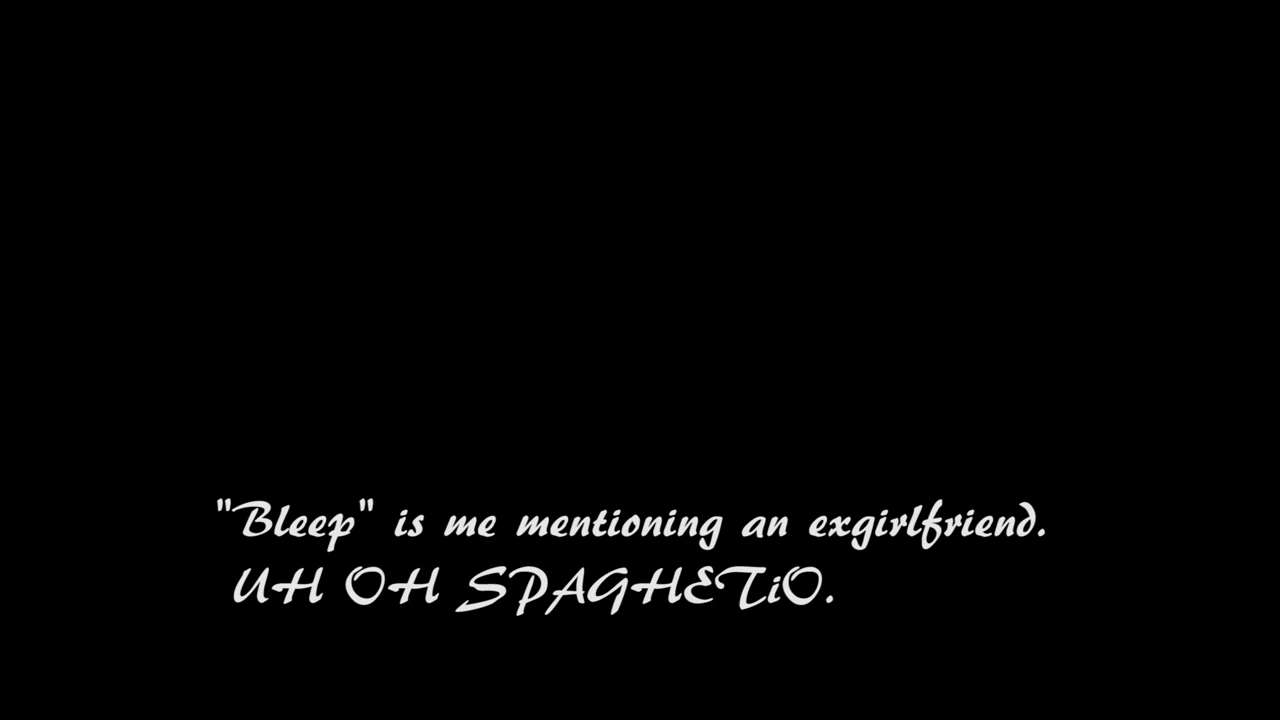 "Bleep" is me mentioning an exgirlfriend.
UH OH SPAGHETiO.